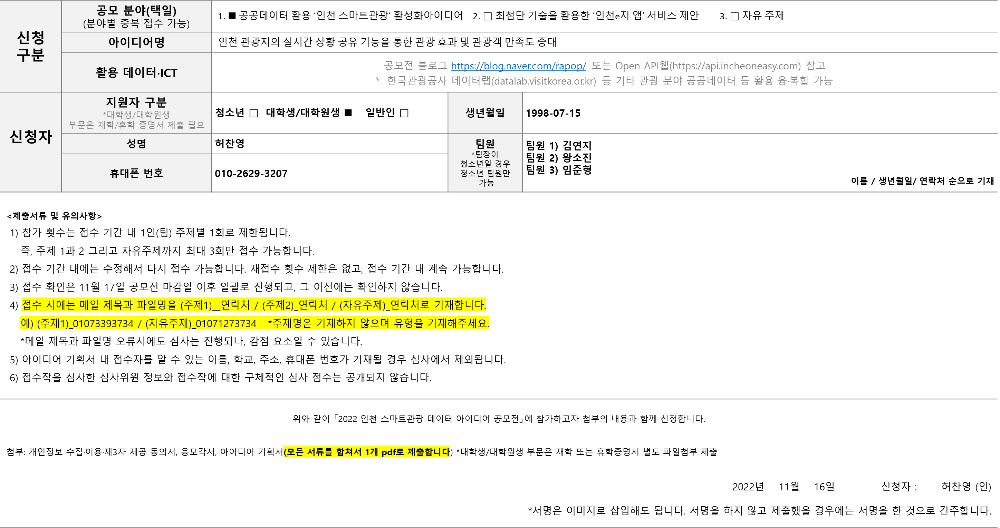 신청
구분
공모 분야(택일)
(분야별 중복 접수 가능)
1. ■ 공공데이터 활용 ‘인천 스마트관광’ 활성화아이디어 2. □ 최첨단 기술을 활용한 ‘인천e지 앱’ 서비스 제안 3. □ 자유 주제
아이디어명
인천 관광지의 실시간 상황 공유 기능을 통한 관광 효과 및 관광객 만족도 증대
활용 데이터·ICT
공모전 블로그 https://blog.naver.com/rapop/ 또는 Open API웹(https://api.incheoneasy.com) 참고
* 한국관광공사 데이터랩(datalab.visitkorea.or.kr) 등 기타 관광 분야 공공데이터 등 활용 융·복합 가능
신청자
지원자 구분
*대학생/대학원생
부문은 재학/휴학 증명서 제출 필요
청소년 □ 대학생/대학원생 ■ 일반인 □
생년월일
1998-07-15
성명
허찬영
휴대폰 번호
010-2629-3207
팀원
*팀장이
청소년일 경우
청소년 팀원만
가능
팀원 1) 김연지
팀원 2) 왕소진
팀원 3) 임준형
이름 / 생년월일/ 연락처 순으로 기재
<제출서류 및 유의사항>
1) 참가 횟수는 접수 기간 내 1인(팀) 주제별 1회로 제한됩니다.
즉, 주제 1과 2 그리고 자유주제까지 최대 3회만 접수 가능합니다.
2) 접수 기간 내에는 수정해서 다시 접수 가능합니다. 재접수 횟수 제한은 없고, 접수 기간 내 계속 가능합니다.
3) 접수 확인은 11월 17일 공모전 마감일 이후 일괄로 진행되고, 그 이전에는 확인하지 않습니다.
4) 접수 시에는 메일 제목과 파일명을 (주제1)__연락처 / (주제2)_연락처 / (자유주제)_연락처로 기재합니다.
예) (주제1)_01073393734 / (자유주제)_01071273734 *주제명은 기재하지 않으며 유형을 기재해주세요.
*메일 제목과 파일명 오류시에도 심사는 진행되나, 감점 요소일 수 있습니다.
5) 아이디어 기획서 내 접수자를 알 수 있는 이름, 학교, 주소, 휴대폰 번호가 기재될 경우 심사에서 제외됩니다.
6) 접수작을 심사한 심사위원 정보와 접수작에 대한 구체적인 심사 점수는 공개되지 않습니다.
위와 같이 「2022 인천 스마트관광 데이터 아이디어 공모전」에 참가하고자 첨부의 내용과 함께 신청합니다.
첨부: 개인정보 수집·이용·제3자 제공 동의서, 응모각서, 아이디어 기획서(모든 서류를 합쳐서 1개 pdf로 제출합니다) *대학생/대학원생 부문은 재학 또는 휴학증명서 별도 파일첨부 제출
2022년 11월 16일 신청자 : 허찬영 (인)
*서명은 이미지로 삽입해도 됩니다. 서명을 하지 않고 제출했을 경우에는 서명을 한 것으로 간주합니다.